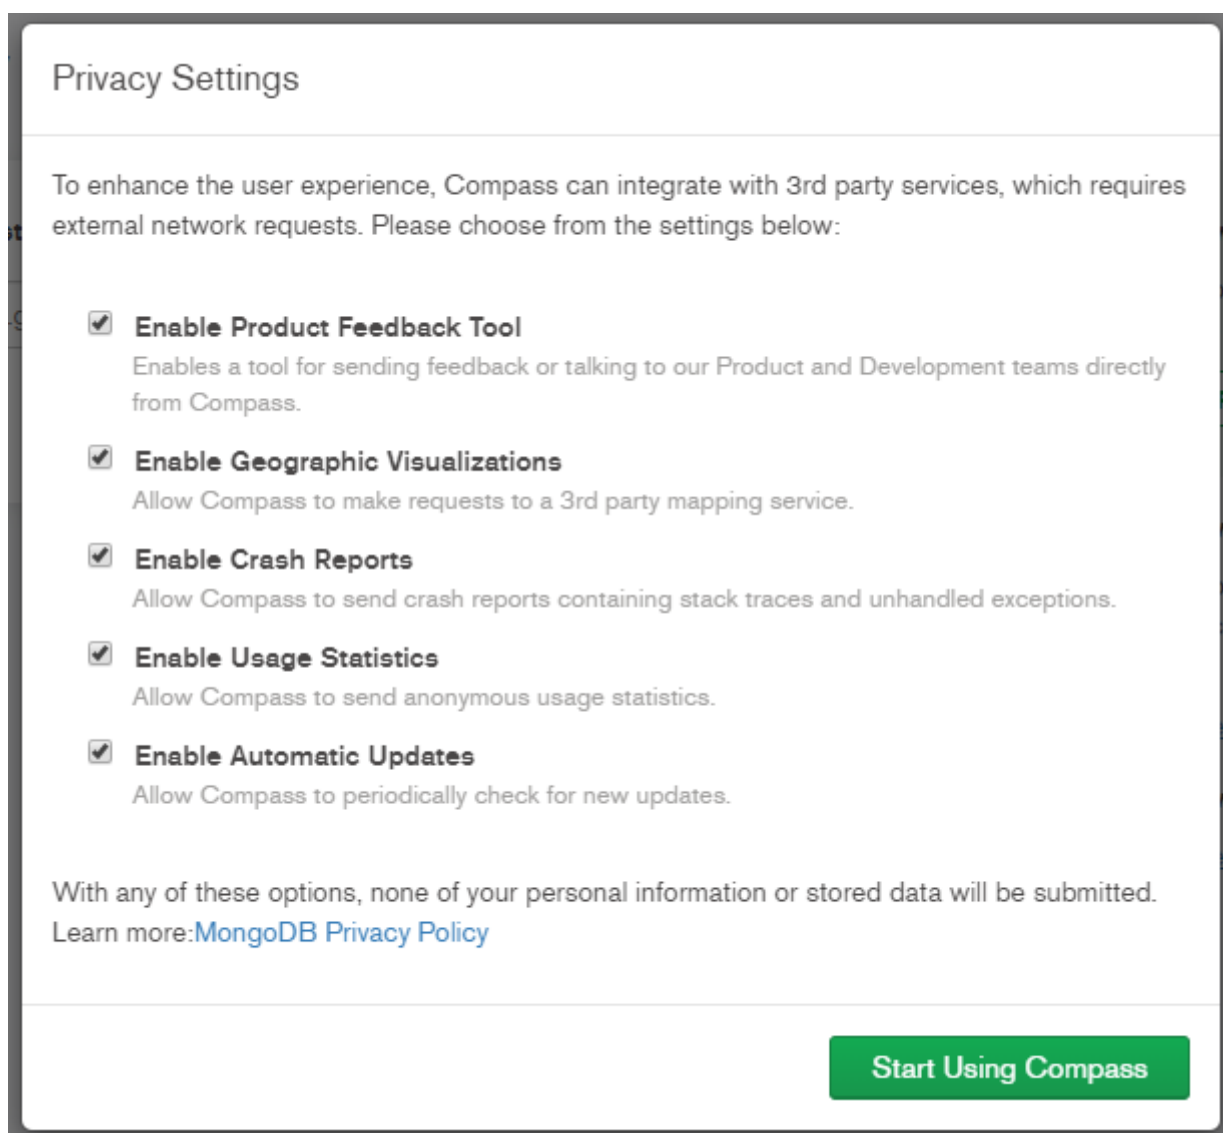 Privacy Settings
To enhance the user experience, Compass can integrate with 3rd party services, which requires
external network requests. Please choose from the settings below:
Enable Product Feedback Tool
Enables a tool for sending feedback or talking to our Product and Development teams directly
from Compass.
Enable Geographic Visualizations
Allow Compass to make requests to a 3rd party mapping service.
Enable Crash Reports
Allow Compass to send crash reports containing stack traces and unhandled exceptions.
Enable Usage Statistics
Allow Compass to send anonymous usage statistics.
Enable Automatic Updates
Allow Compass to periodically check for new updates.
With any of these options, none of your personal information or stored data will be submitted.
Learn more:MongoDB Privacy Policy
Start Using Compass